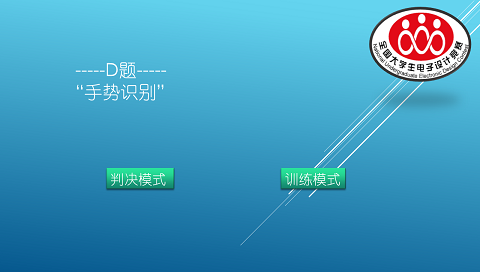 全国大学生电子设计竞赛
National Undergraduate Electronic Design Contest
-----D题-----
“手势识别”
判决模式
训练模式